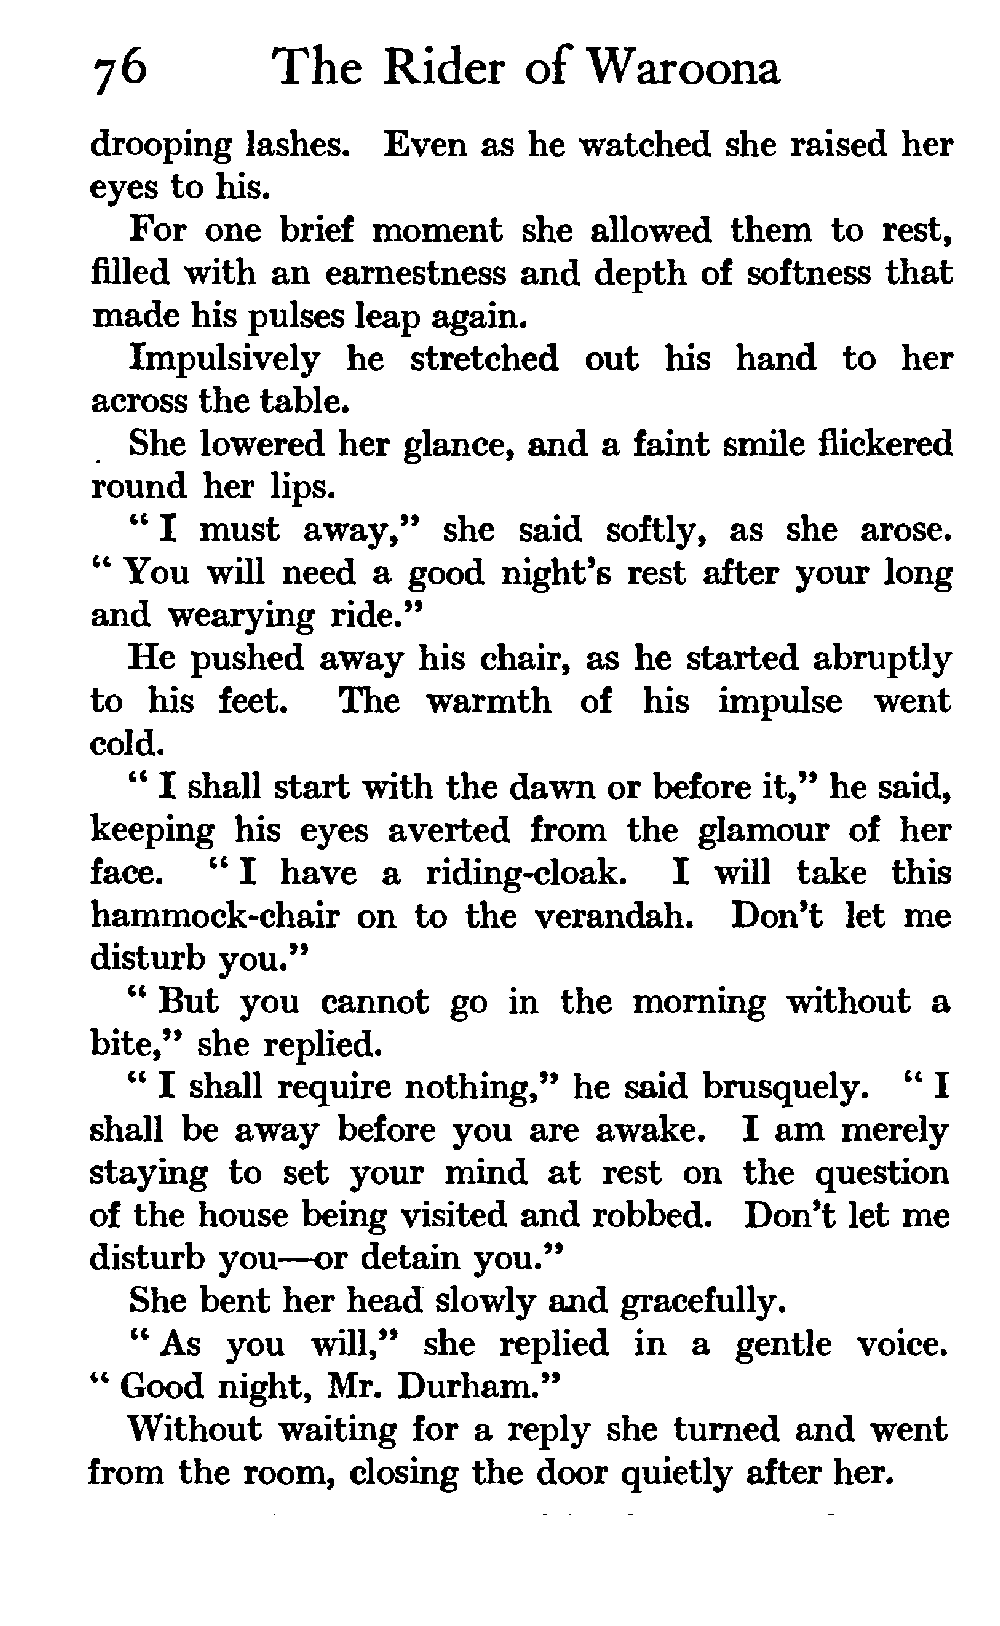 76 The Rider of Waroona
drooping lashes. Even as he watched she raised her
eyes to his.
For one brief moment she allowed them to rest,
filled with an earnestness and depth of softness that
made his pulses leap again.
Impulsively he stretched out his hand to her
across the table.
She lowered her glance, and a faint smile flickered
round her lips.
“ I must away,” she said softly, as she arose.
“ You will need a good night’s rest after your long
and wearying ride.”
He pushed away his chair, as he started abruptly
to his feet. The warmth of his impulse went
cold.
“ I shall start with the dawn or before it,” he said,
keeping his eyes averted from the glamour of her
face. “ I have a riding-cloak. I will take this
hammock-chair on to the verandah. Don’t let me
disturb you.”
“ But you cannot go in the morning without a
bite,” she replied.
“ I shall require nothing,” he said brusquely. “ I
shall be away before you are awake. I am merely
staying to set your mind at rest on the question
of the house being visited and robbed. Don’t let me
disturb you—or detain you.”
She bent her head slowly and gracefully.
“ As you will,” she replied in a gentle voice.
“ Good night, Mr. Durham.”
Without waiting for a reply she turned and went
from the room, closing the door quietly after her.